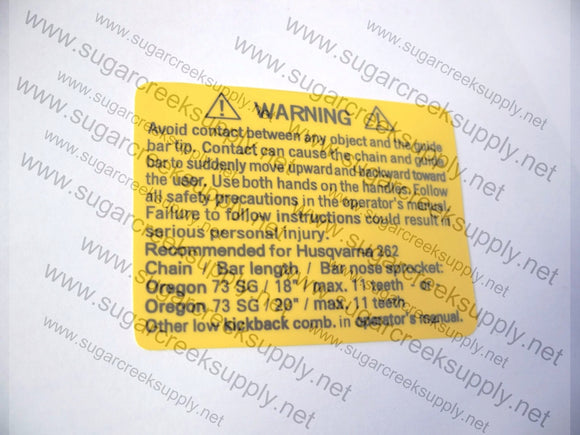 WARNING
Avoid contact between any object and the guide
bar tip. Contact can cause the chain and guide
bar to suddenly move upward and backward toward
the user. Use both hands on the handles. Follow
all safety precautions in the operator's manual.
Failure to follow instructions could result in
serious personal injury.
Recommended for Husqvarna 262
Chain / Bar length / Bar nose sprocket:
Oregon 73 SG / 18" / max. 11 teeth or
Oregon 73 SG / 20" / max. 11 teeth
Other low kickback comb. in operator's manual.
www.sugarcreeksupply.net